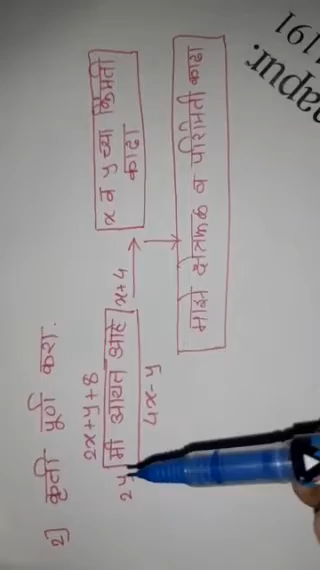 2) कृती पूर्ण करा.
2x+y+8
2y
मी आयत आहे
x+4
4x-y
x व y च्या किंमती
काढा
माझे क्षेत्रफळ व परिमिती काढा
191
apur.